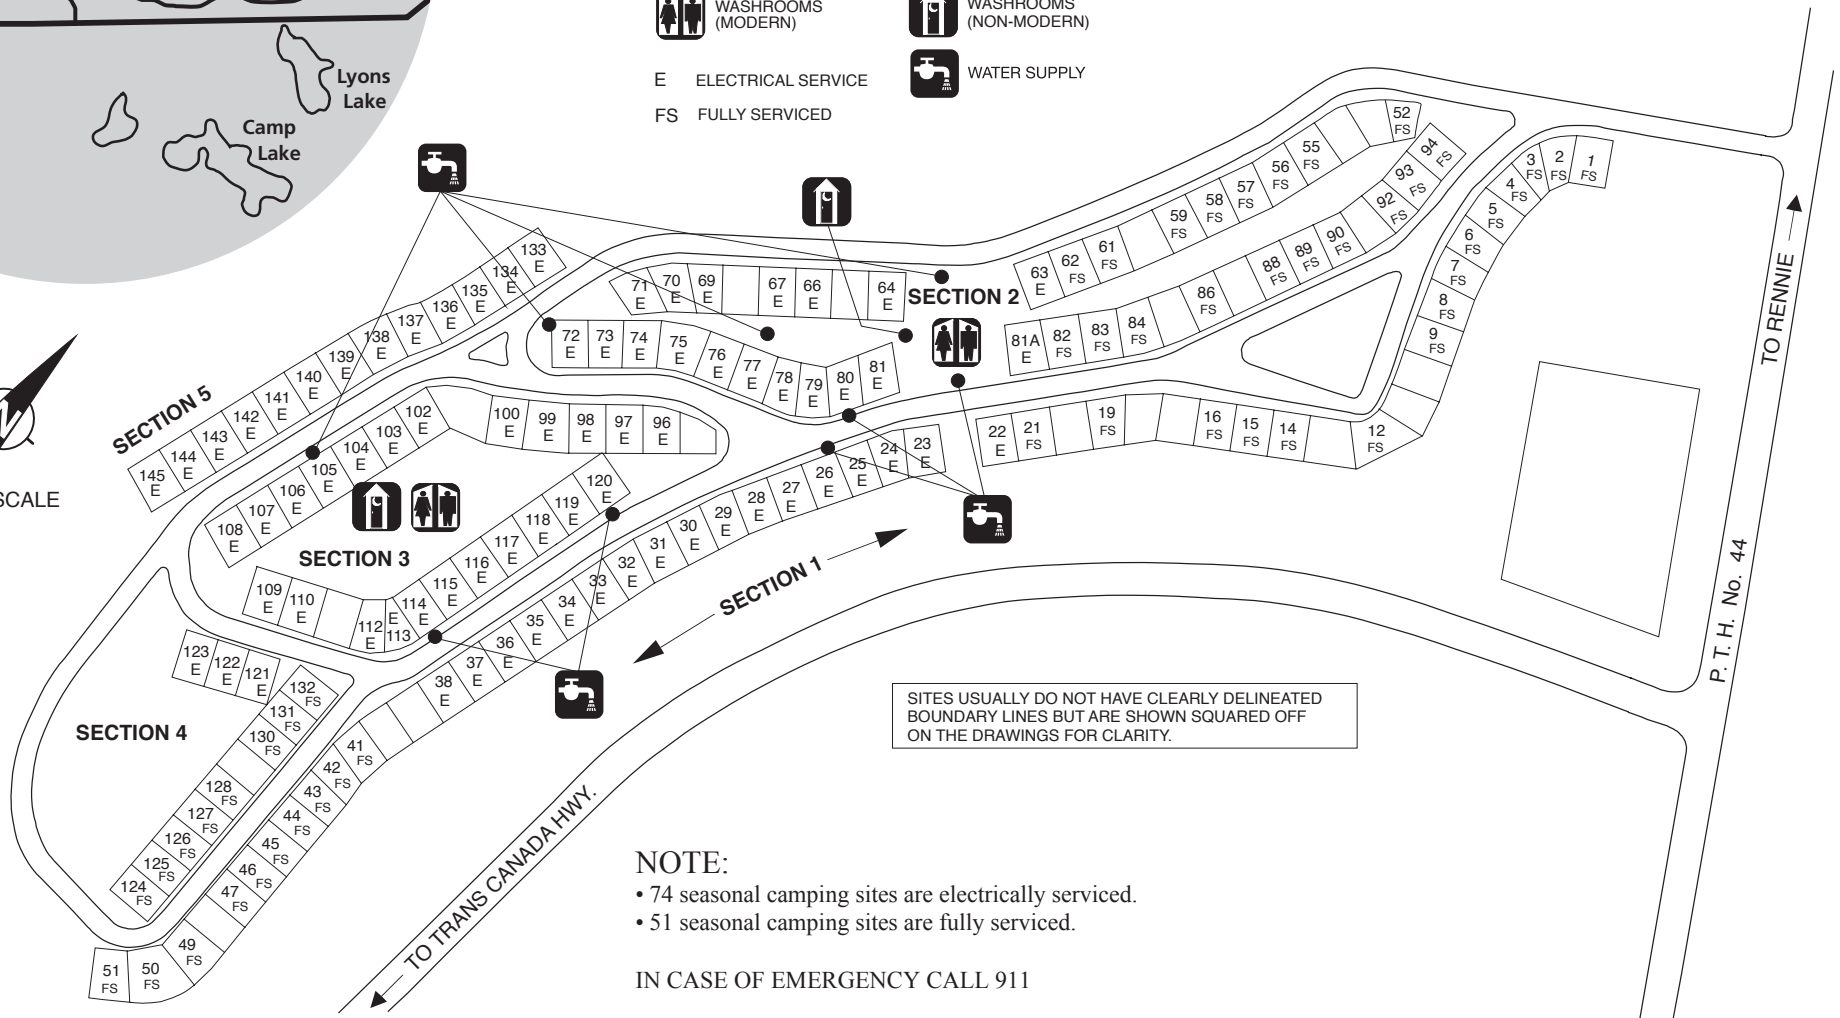 WASHROOMS
(MODERN)
WASHROOMS
(NON-MODERN)
E ELECTRICAL SERVICE
WATER SUPPLY
FS FULLY SERVICED
Lyons
Lake
Camp
Lake
52
FS
55
FS
56
FS
57
FS
58
FS
59
FS
61
FS
62
FS
63
E
94
FS
93
FS
92
FS
90
FS
89
FS
88
FS
86
FS
84
FS
83
FS
82
FS
81A
E
1
FS
2
FS
3
FS
4
FS
5
FS
6
FS
7
FS
8
FS
9
FS
12
FS
14
FS
15
FS
16
FS
19
FS
21
FS
22
E
SECTION 2
64
E
66
E
67
E
69
E
70
E
71
E
72
E
73
E
74
E
75
E
76
E
77
E
78
E
79
E
80
E
81
E
SECTION 5
133
E
134
E
135
E
136
E
137
E
138
E
139
E
140
E
141
E
142
E
143
E
144
E
145
E
SCALE
102
E
103
E
104
E
105
E
106
E
107
E
108
E
100
E
99
E
98
E
97
E
96
E
SECTION 3
109
E
110
E
112
E
E
113
114
E
115
E
116
E
117
E
118
E
119
E
120
E
SECTION 1
23
E
24
E
25
E
26
E
27
E
28
E
29
E
30
E
31
E
32
E
33
E
34
E
35
E
36
E
37
E
38
E
41
FS
42
FS
43
FS
44
FS
45
FS
46
FS
47
FS
49
FS
50
FS
51
FS
SECTION 4
123
E
122
E
121
E
132
FS
131
FS
130
FS
128
FS
127
FS
126
FS
125
FS
124
FS
TO RENNIE
P. T. H. No. 44
TO TRANS CANADA HWY.
SITES USUALLY DO NOT HAVE CLEARLY DELINEATED
BOUNDARY LINES BUT ARE SHOWN SQUARED OFF
ON THE DRAWINGS FOR CLARITY.
NOTE:
• 74 seasonal camping sites are electrically serviced.
• 51 seasonal camping sites are fully serviced.
IN CASE OF EMERGENCY CALL 911